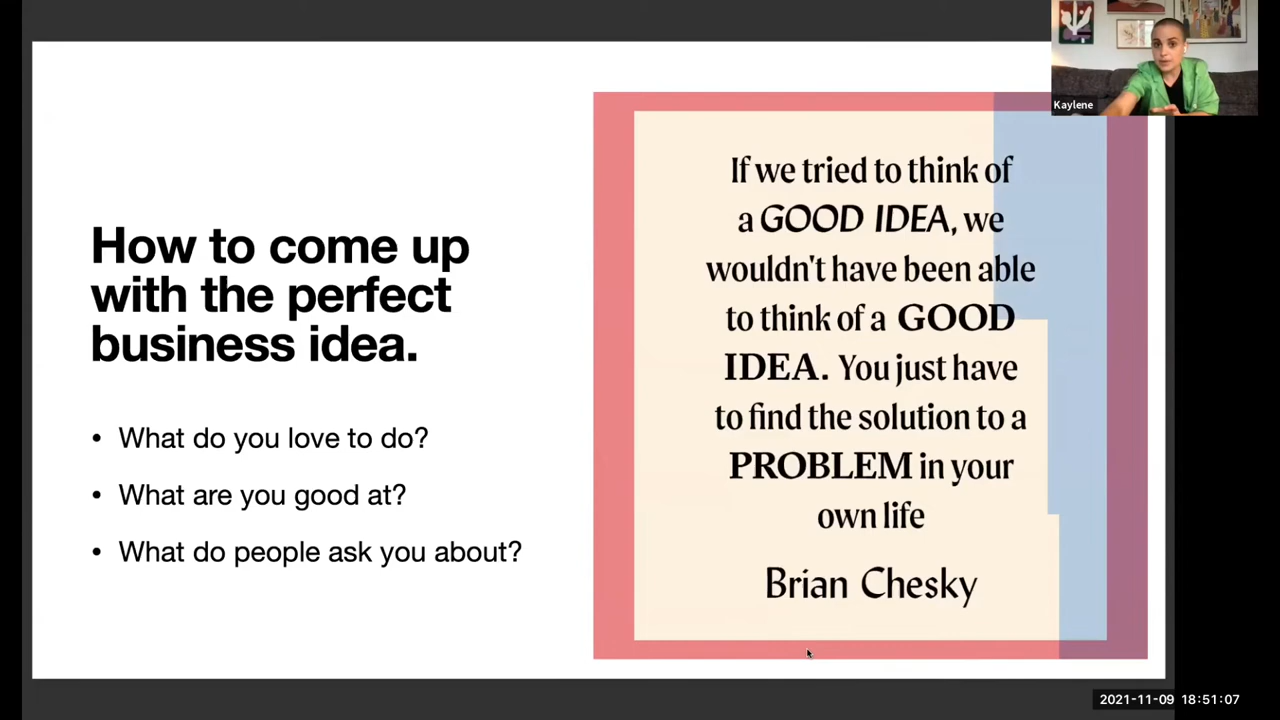 How to come up
with the perfect
business idea.
• What do you love to do?
• What are you good at?
• What do people ask you about?
If we tried to think of
a GOOD IDEA, we
wouldn't have been able
to think of a GOOD
IDEA. You just have
to find the solution to a
PROBLEM in your
own life
Brian Chesky
Kaylene
2021-11-09 18:51:07